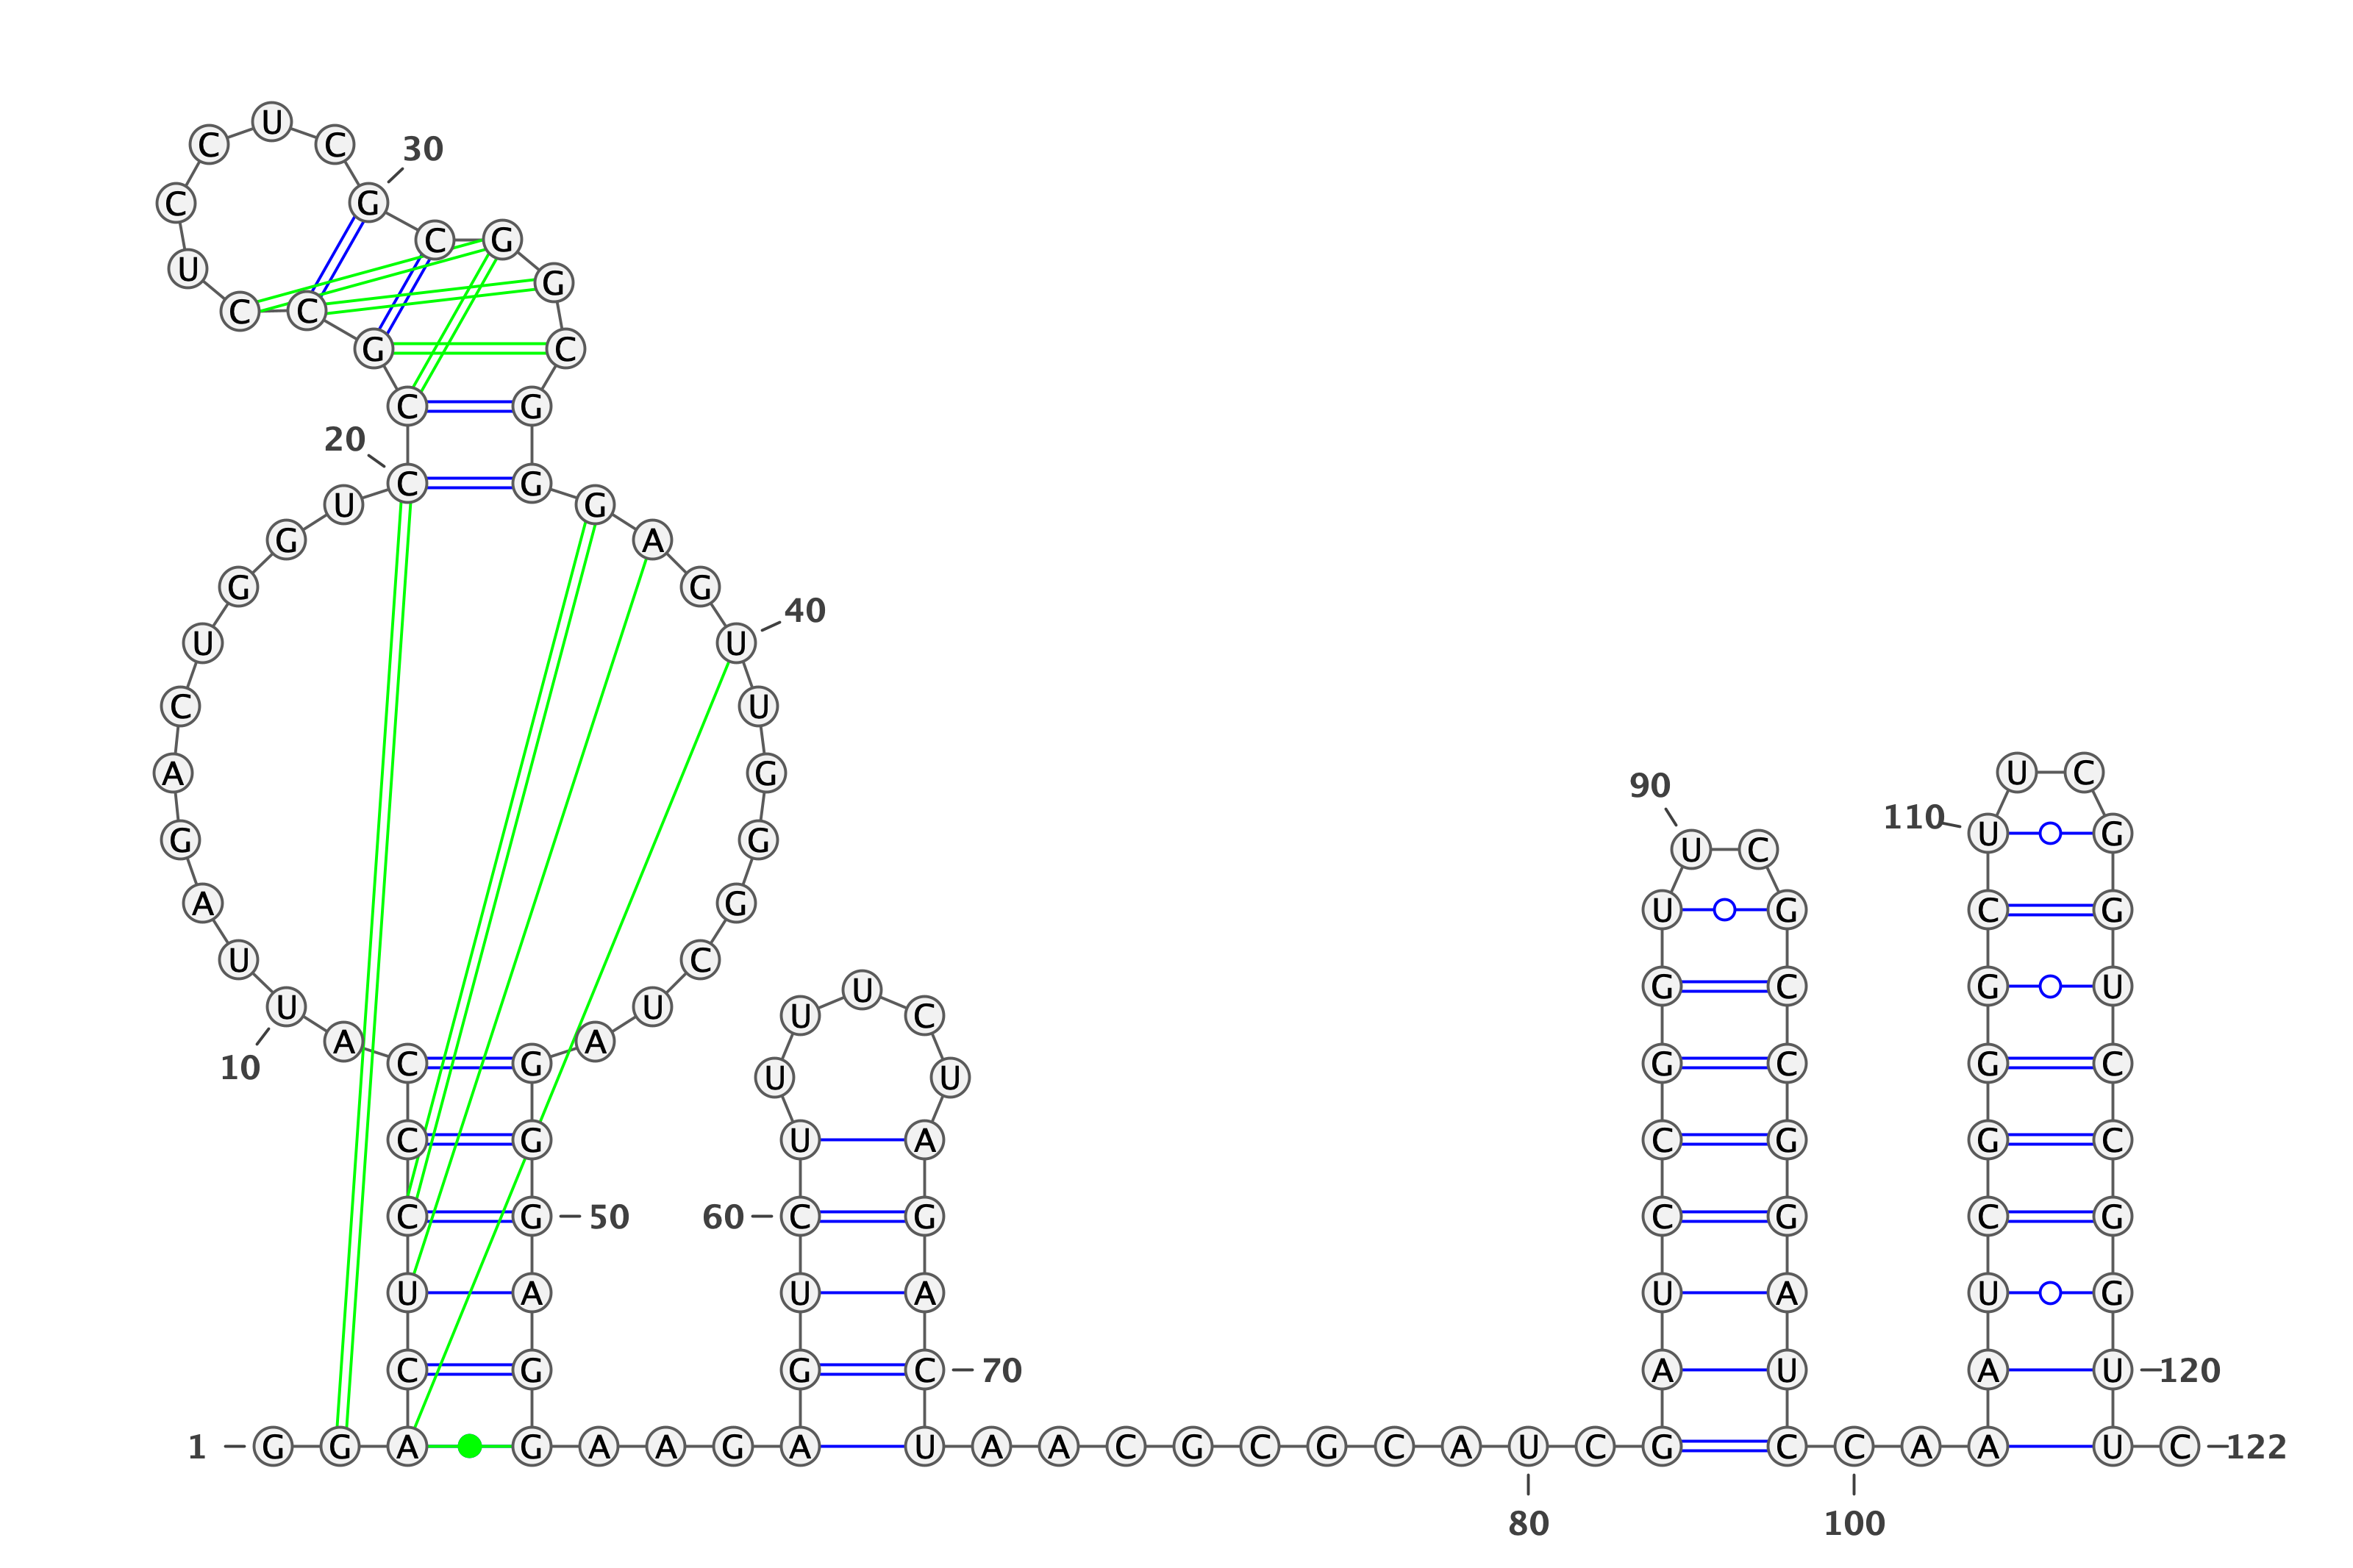 U
C C 30
C G
C G
U G
C C
G C
C G
20
C G
U G
G A
G G
40
U U
C U
A G U C
90
110 U G
G G U C
A G U G C G
U C
U G C G U
U U U C
A A
C G U U G C G C
10
C G U A C G G C
C G 50 60 C G C G C G
U A U A U A U G
C G G C 70 A U A U 120
1 G G A G A A G A U A A C G C G C A U C G C C A A U C 122
80 100